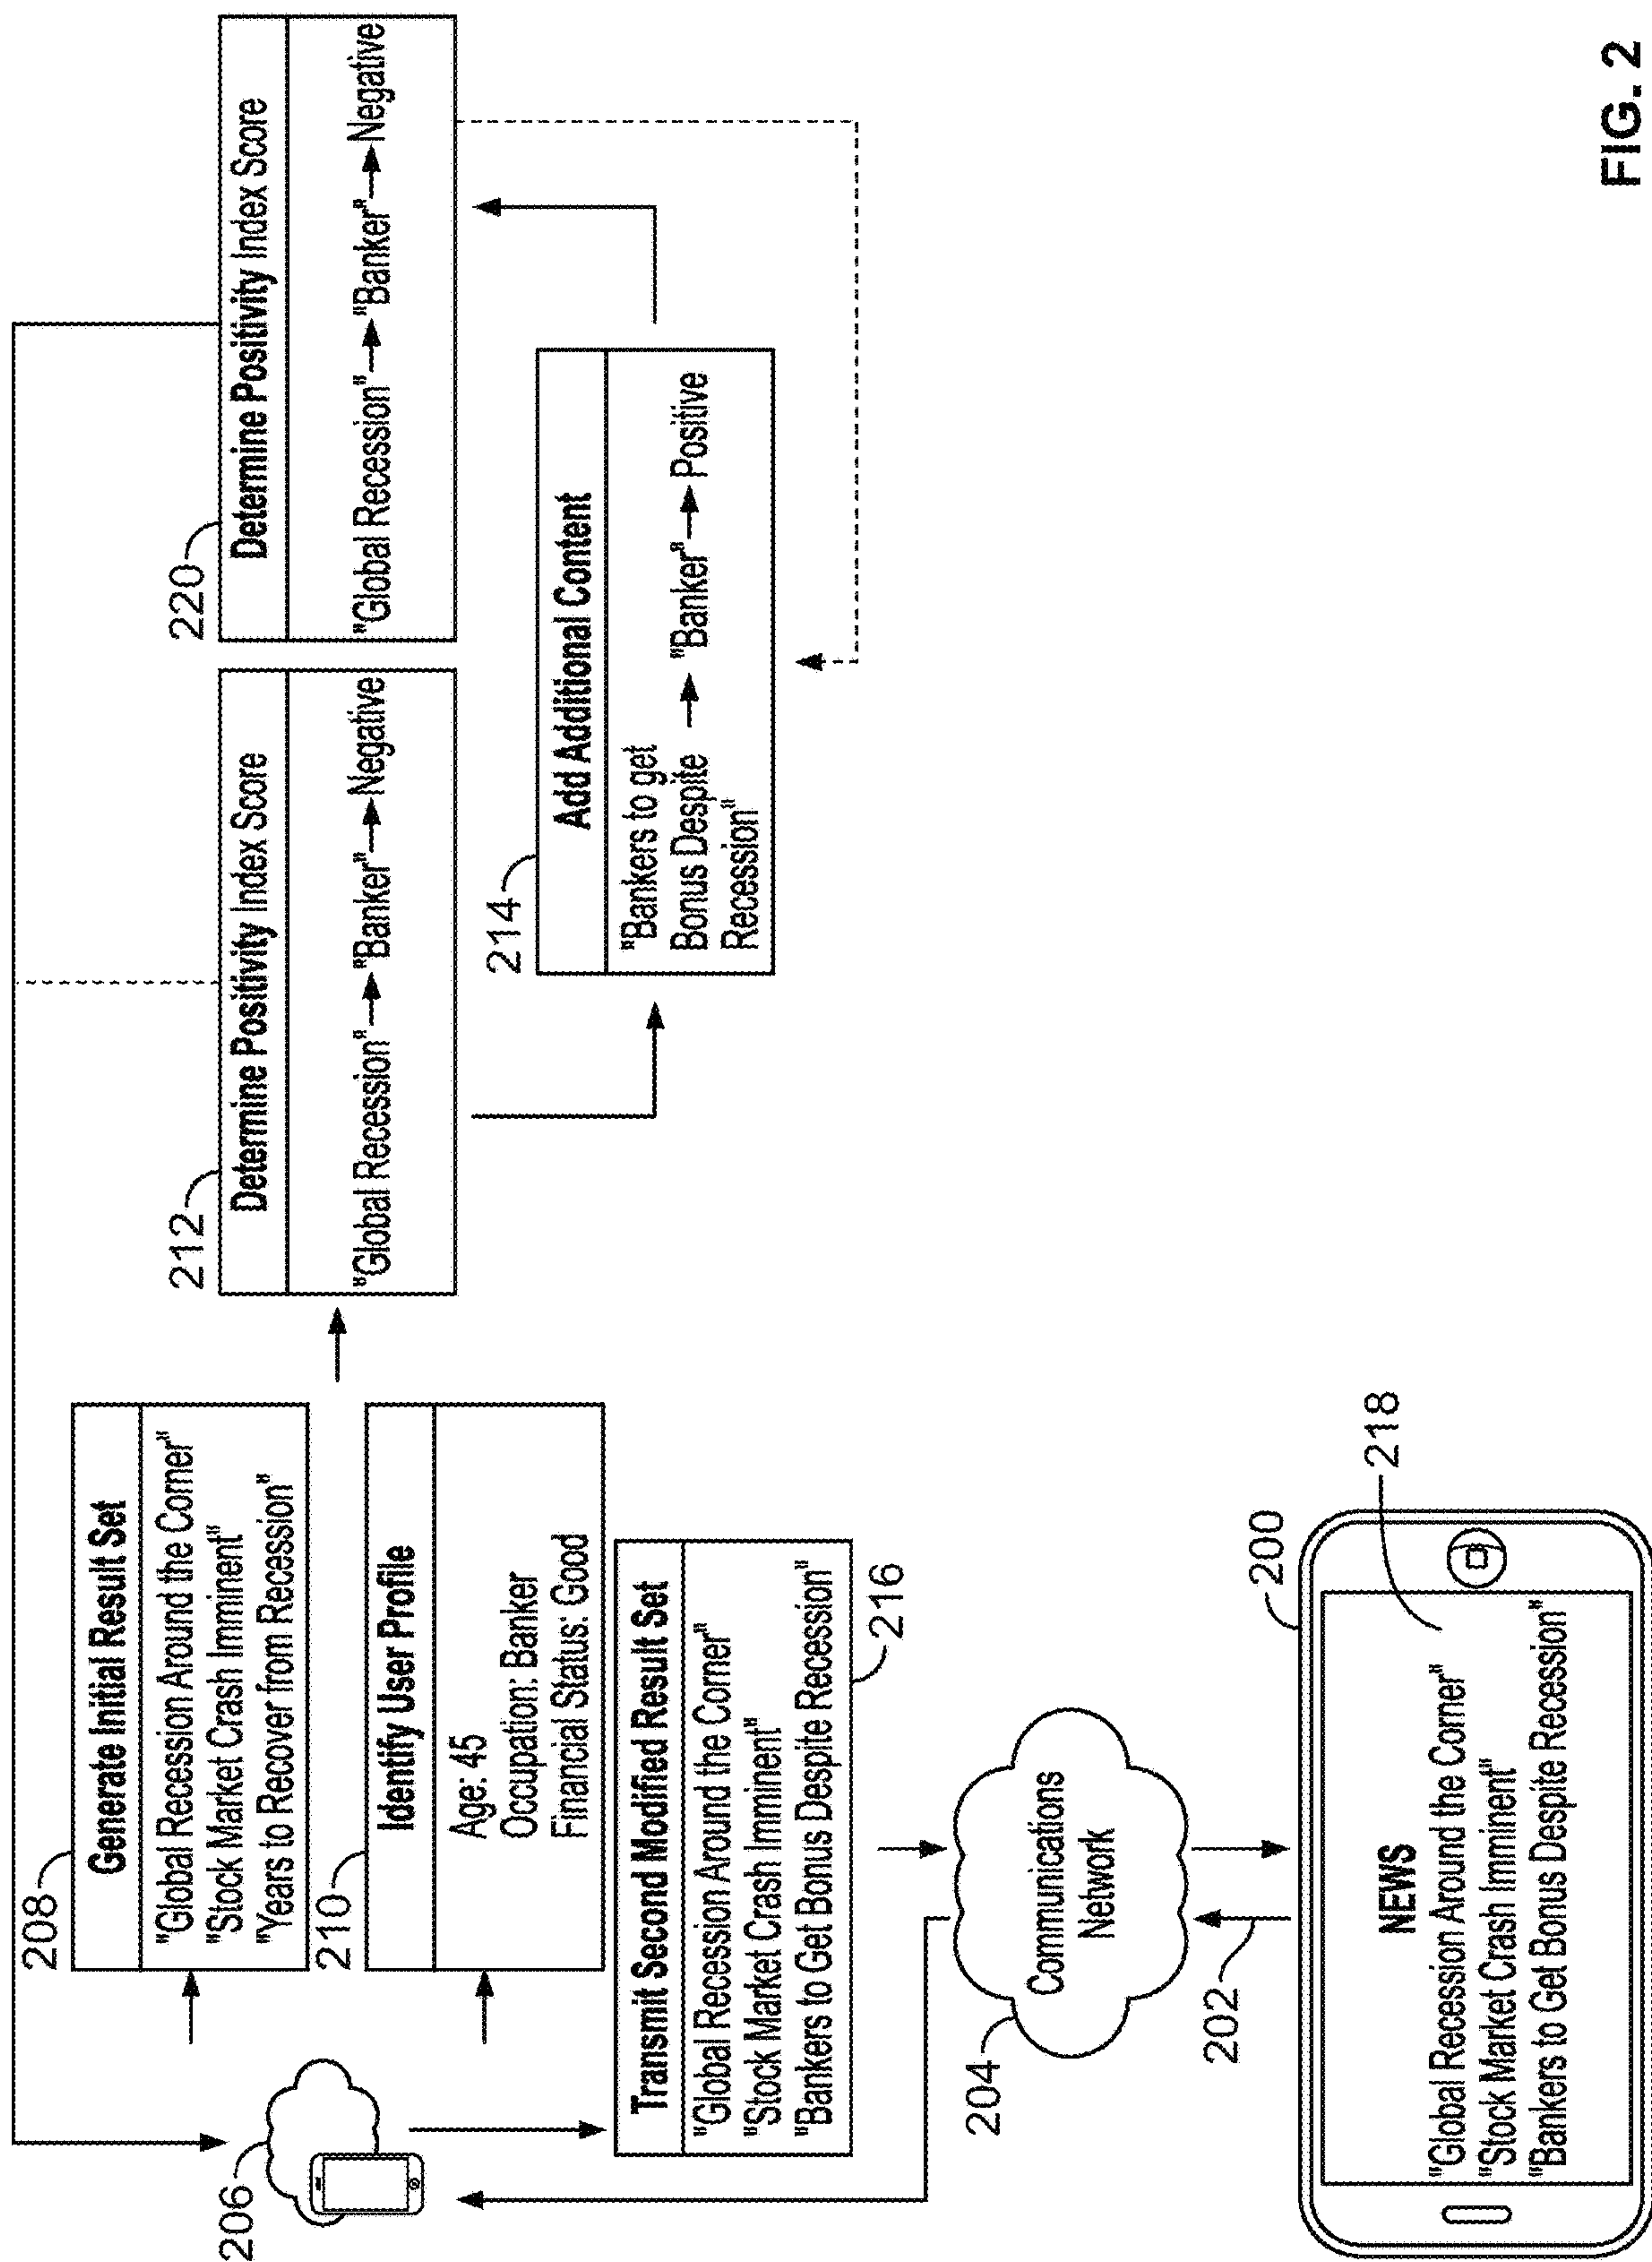 208
Generate Initial Result Set
"Global Recession Around the Corner"
"Stock Market Crash Imminent"
"Years to Recover from Recession"
210
Identify User Profile
Age: 45
Occupation: Banker
Financial Status: Good
212
Determine Positivity Index Score
"Global Recession" "Banker" Negative
220
Determine Positivity Index Score
"Global Recession" "Banker" Negative
214
Add Additional Content
"Bankers to get
Bonus Despite "Banker" Positive
Recession"
206
Transmit Second Modified Result Set
"Global Recession Around the Corner"
"Stock Market Crash Imminent"
"Bankers to Get Bonus Despite Recession"
216
204
Communications
Network
202
200
218
NEWS
"Global Recession Around the Corner"
"Stock Market Crash Imminent"
"Bankers to Get Bonus Despite Recession"
FIG. 2